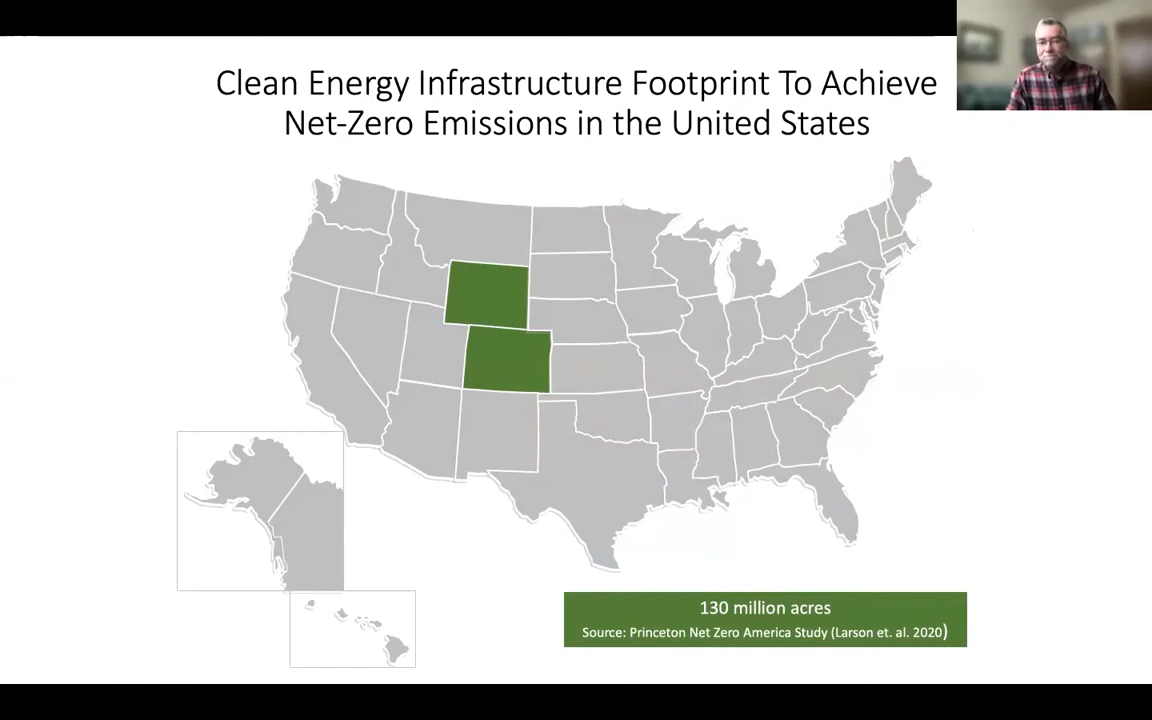 Clean Energy Infrastructure Footprint To Achieve
Net-Zero Emissions in the United States
130 million acres
Source: Princeton Net Zero America Study (Larson et. al. 2020)